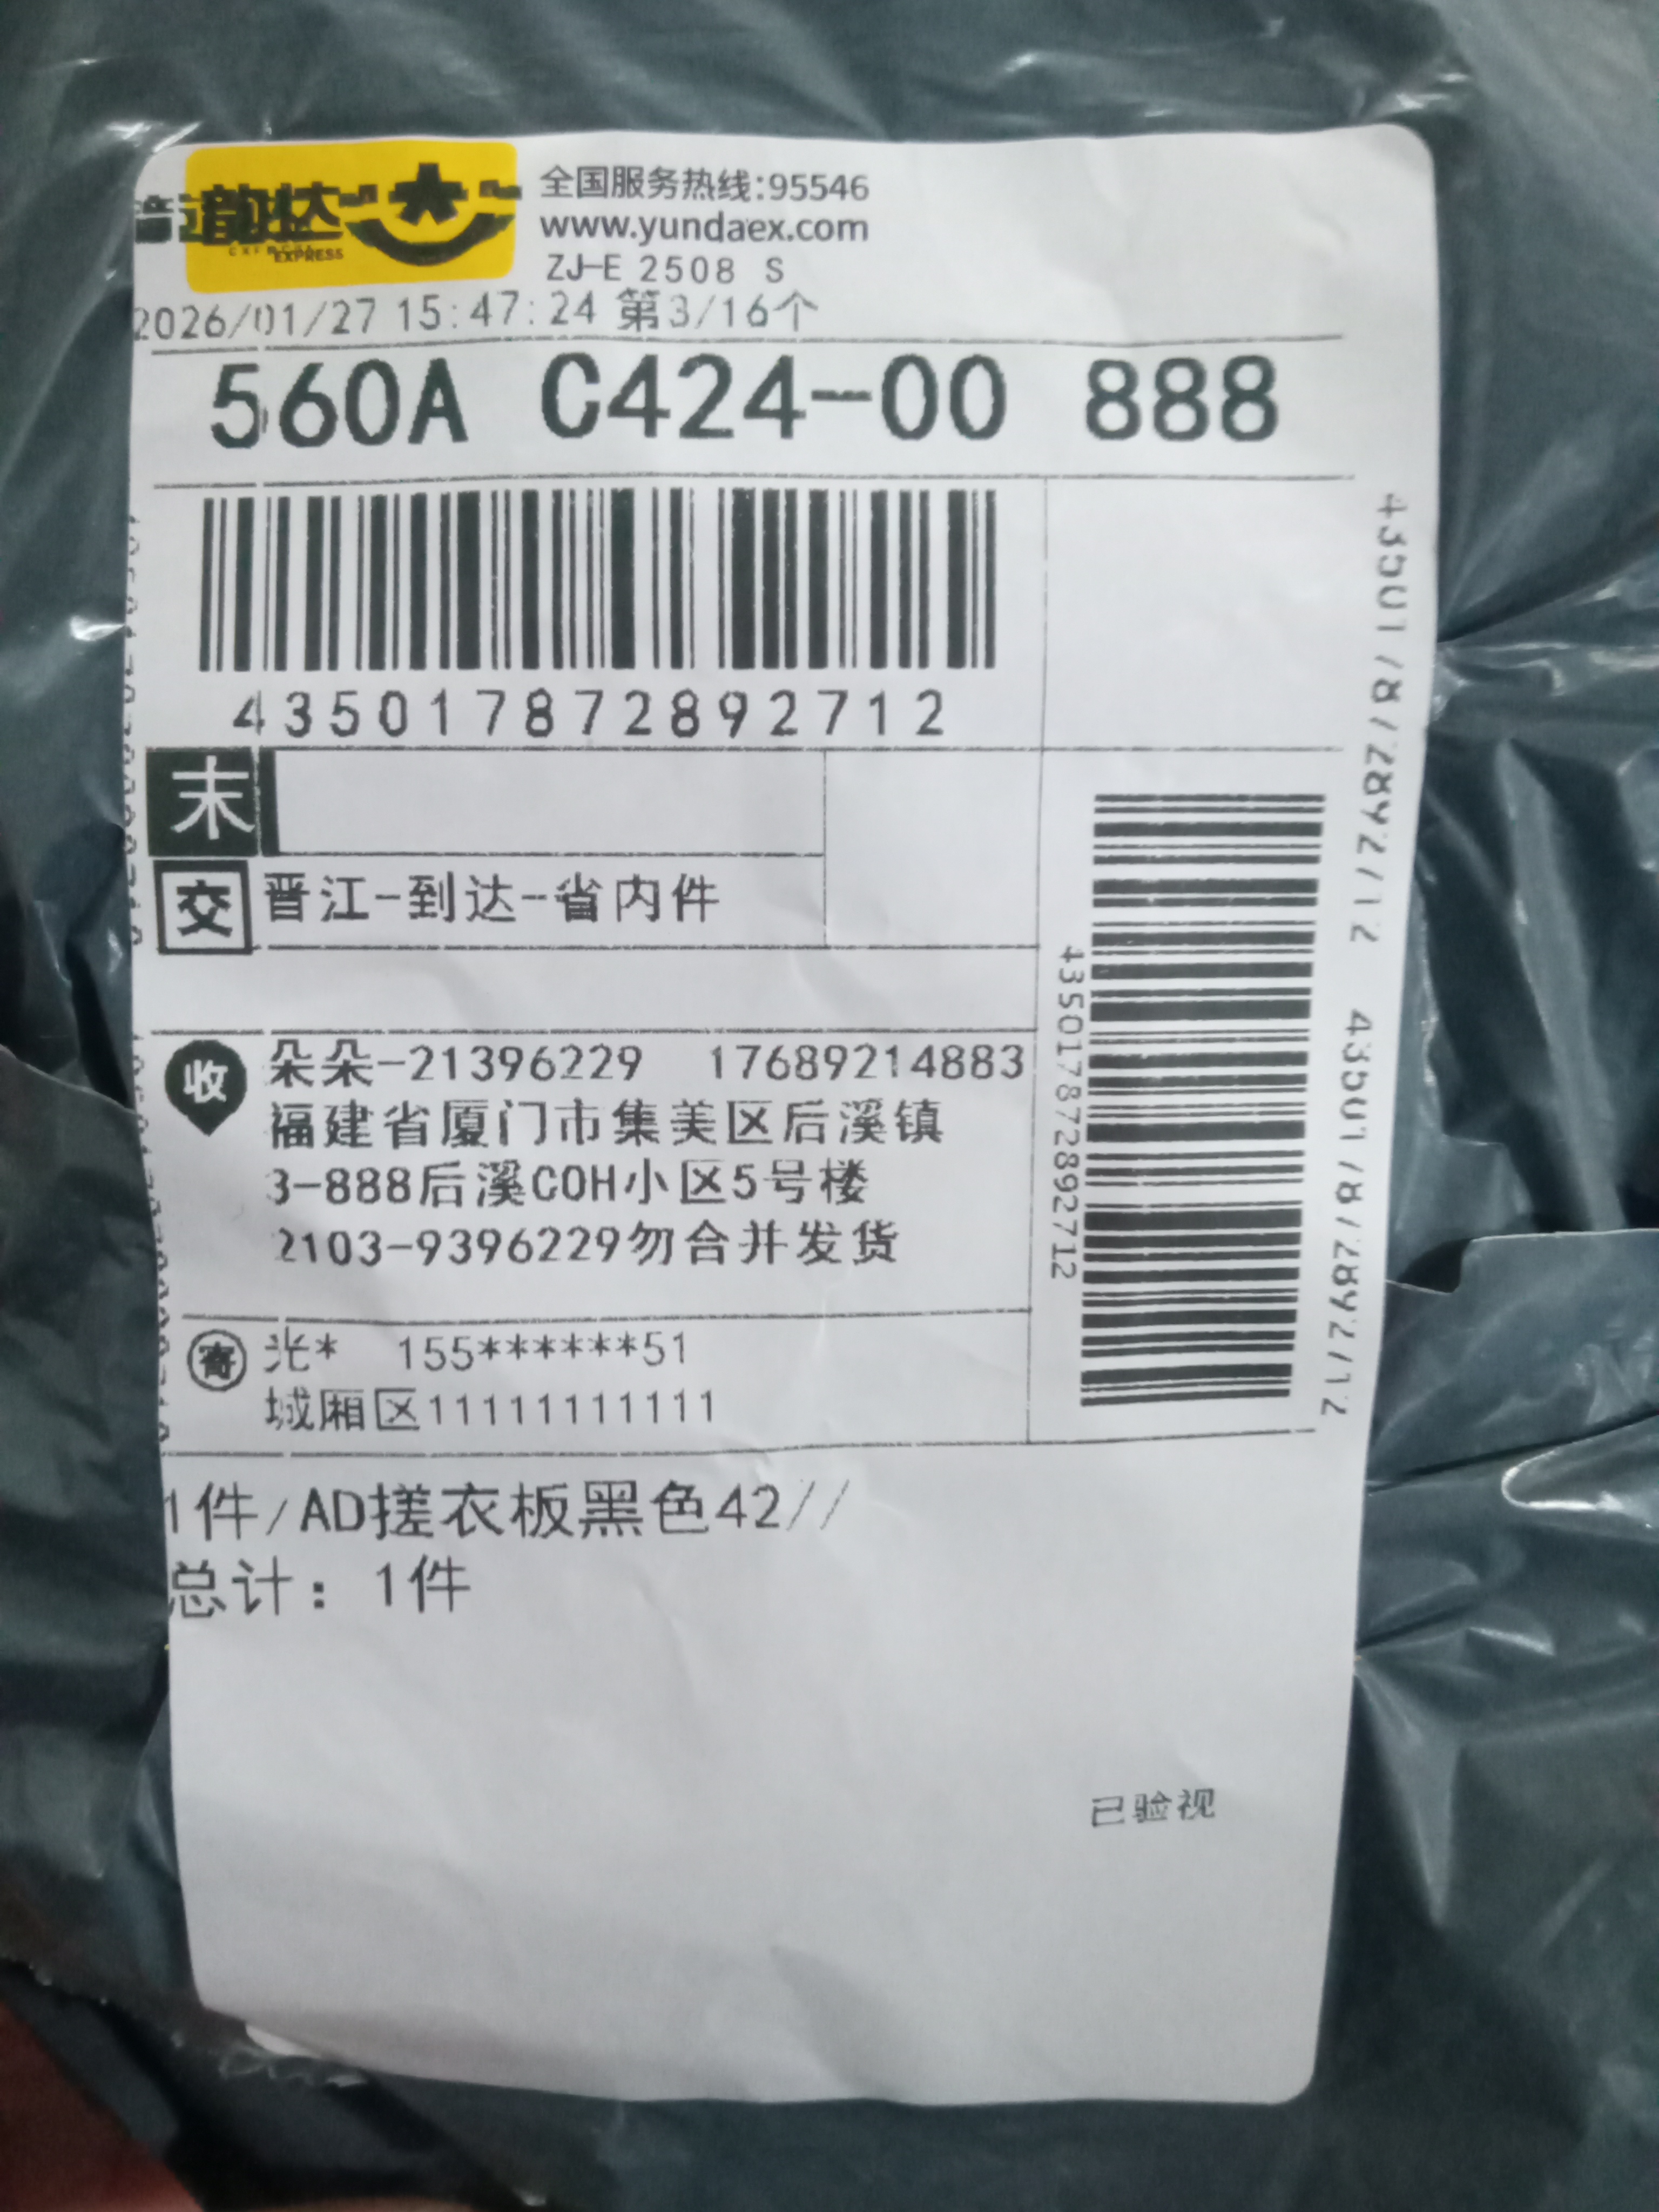 韵达
EXPRESS
全国服务热线:95546
www.yundaex.com
ZJ-E 2508 S
2026/01/27 15:47:24 第3/16个
560A C424-00 888
435017872892712
末
交 晋江-到达-省内件
收 朵朵-21396229 17689214883
福建省厦门市集美区后溪镇
3-888后溪COH小区5号楼
2103-9396229勿合并发货
寄 光* 155******51
城厢区11111111111
1件/AD搓衣板黑色42//
总计：1件
已验视
435017872892712
435017872892712 435017872892712